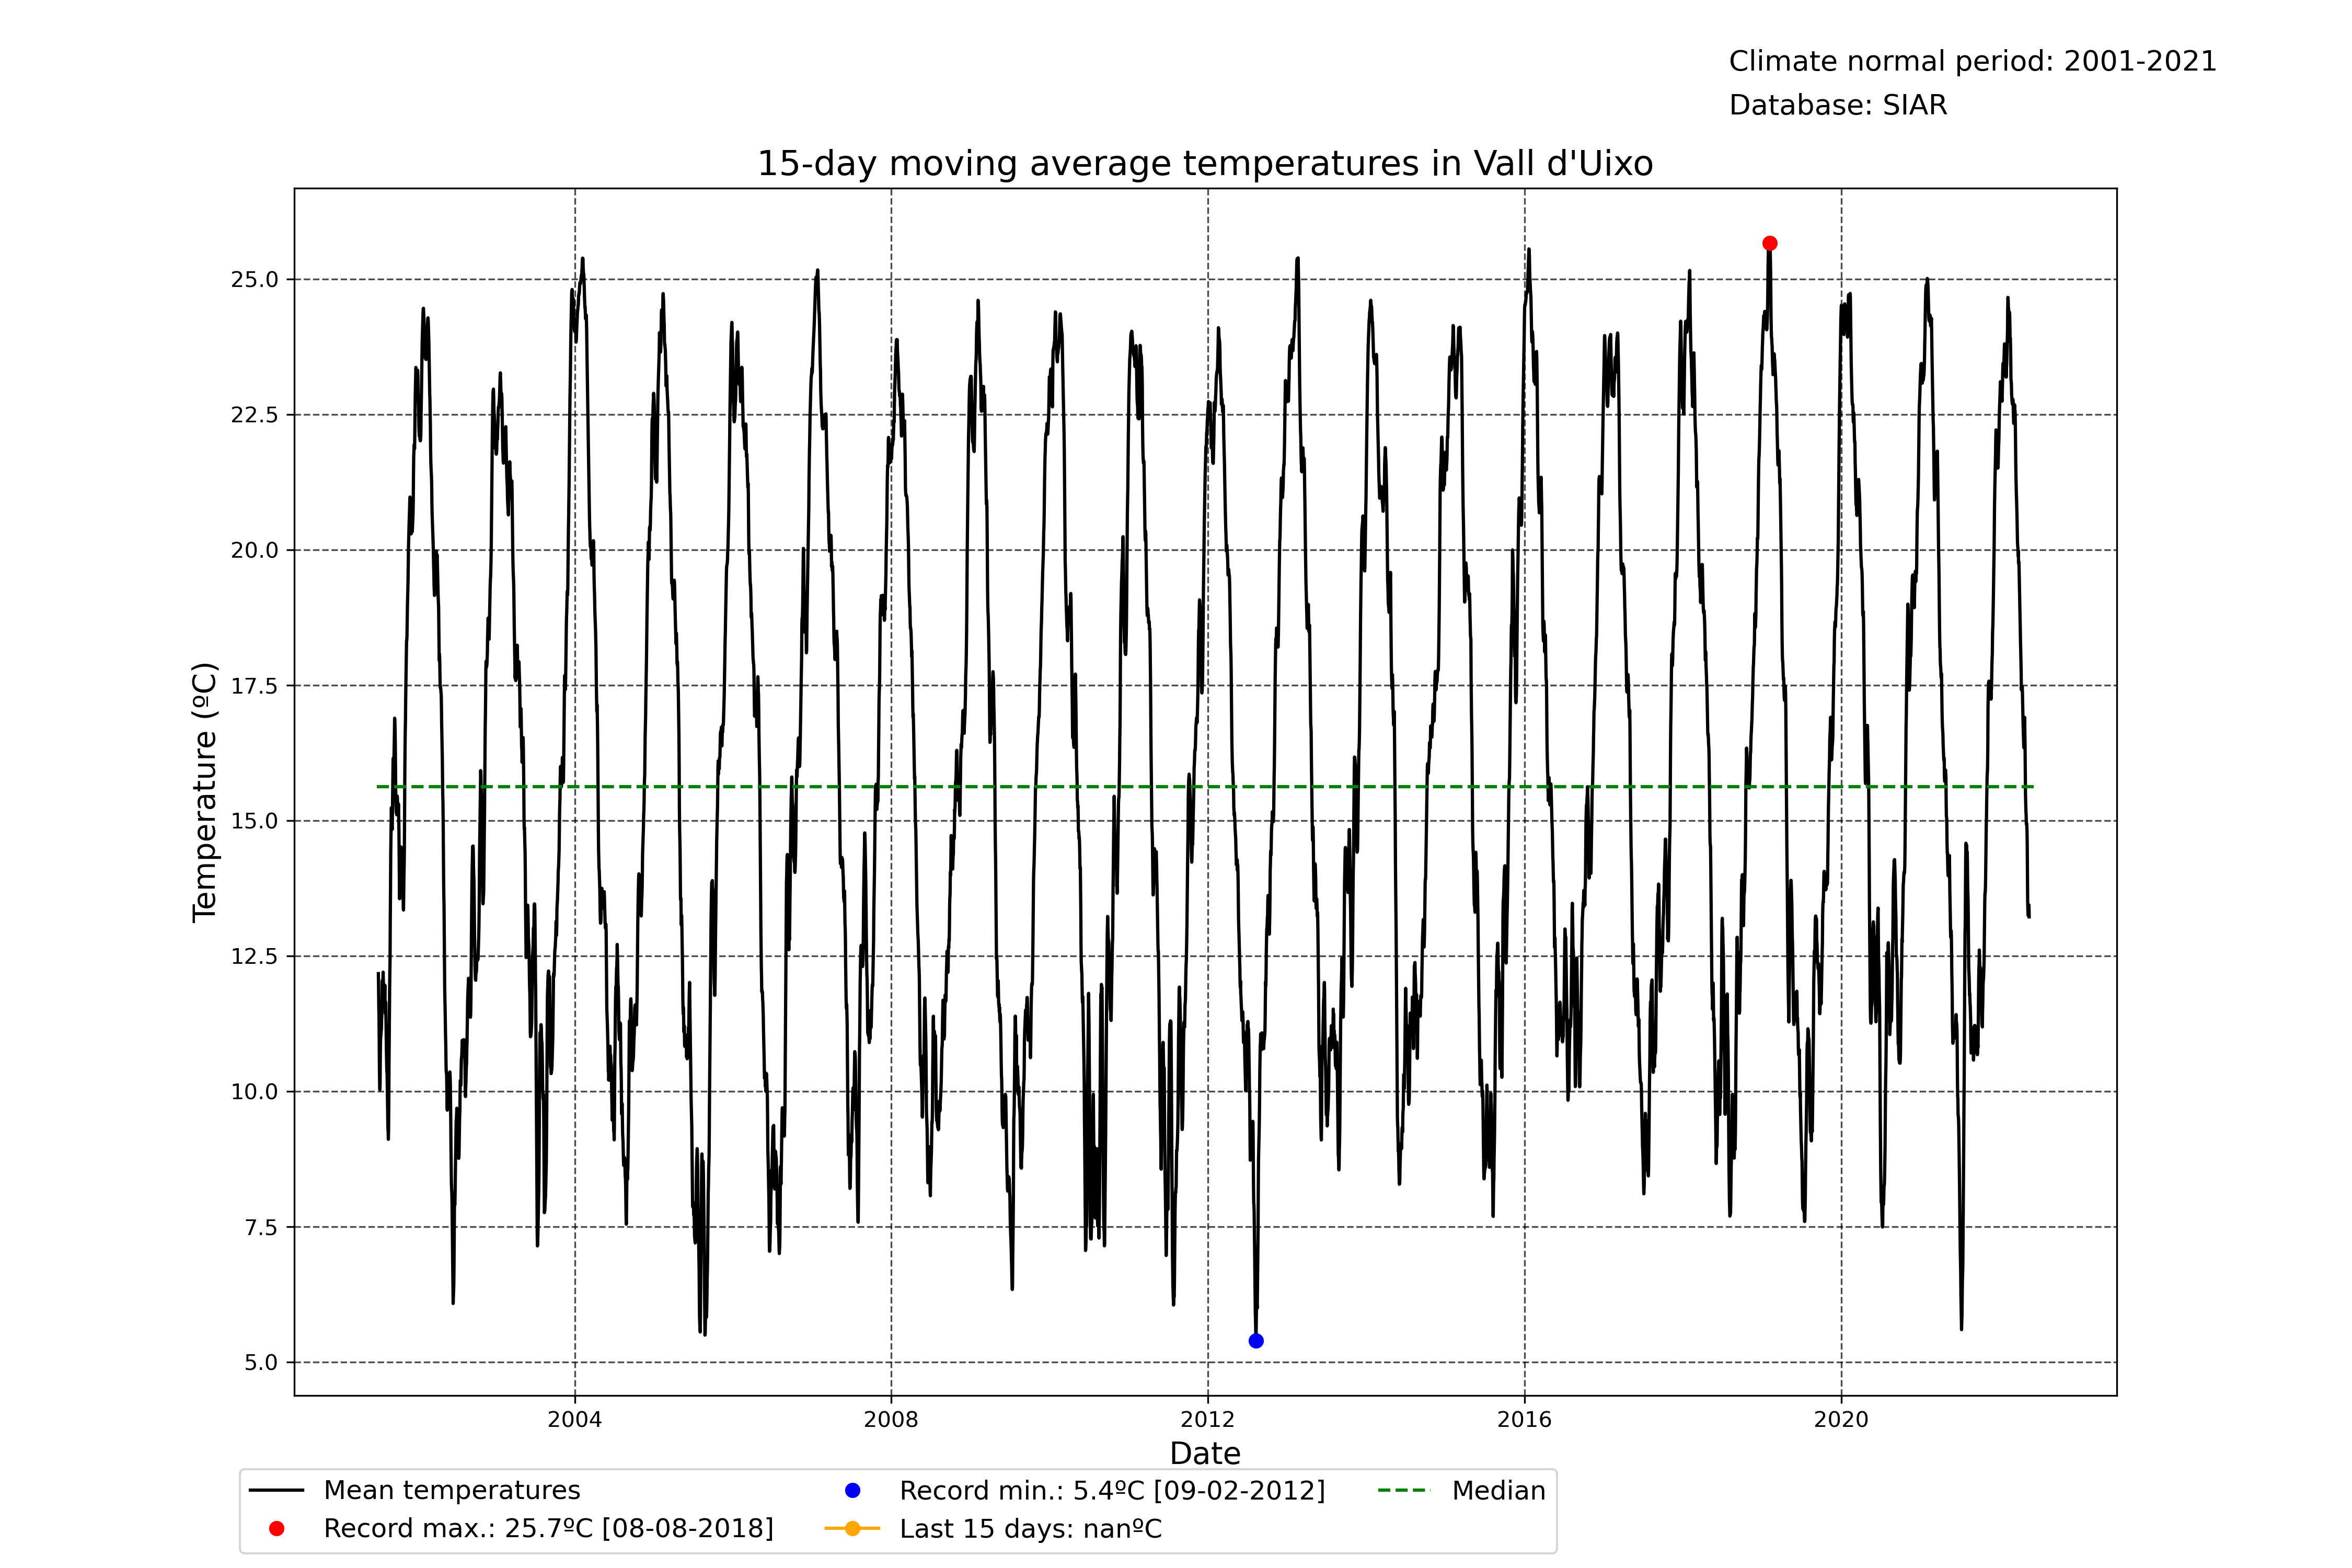 Climate normal period: 2001-2021
Database: SIAR
15-day moving average temperatures in Vall d'Uixo
25.0
22.5
20.0
17.5
15.0
12.5
10.0
7.5
5.0
Temperature (ºC)
2004 2008 2012 2016 2020
Date
Mean temperatures
Record max.: 25.7ºC [08-08-2018]
Record min.: 5.4ºC [09-02-2012]
Last 15 days: nanºC
Median